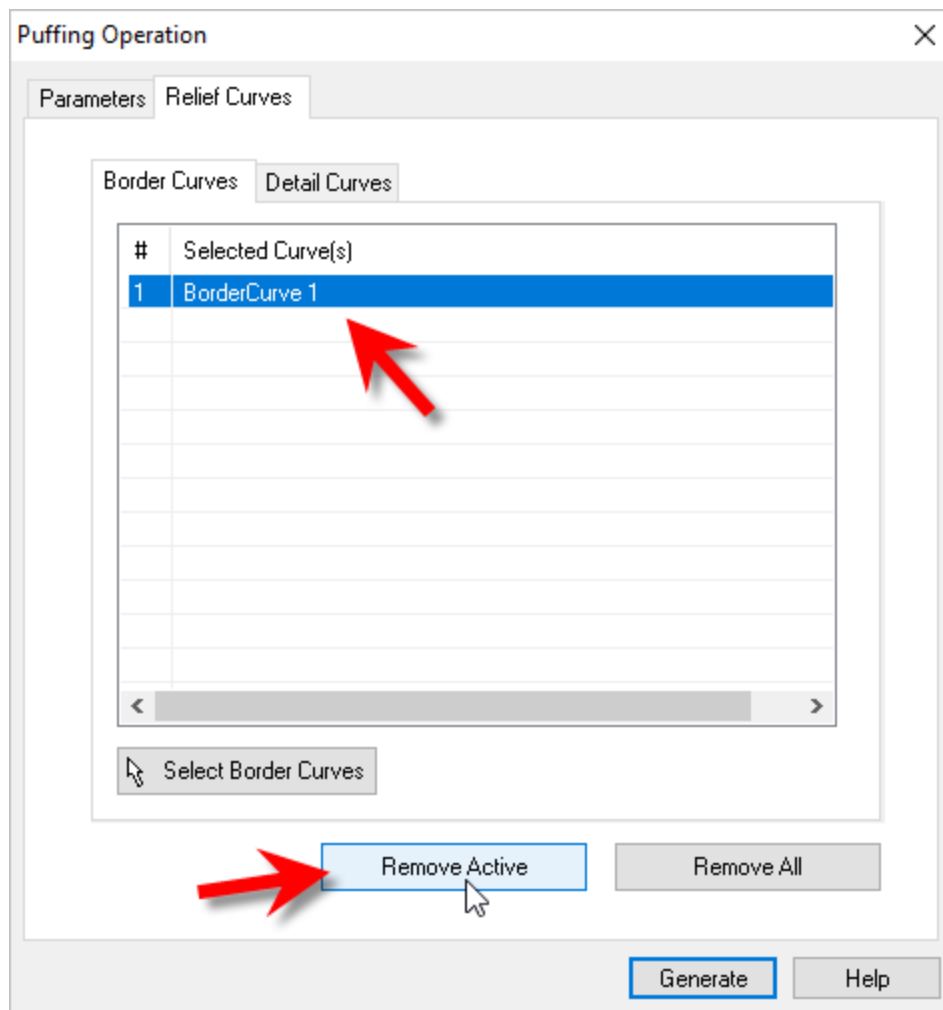 Puffing Operation
Parameters Relief Curves
Border Curves Detail Curves
# Selected Curve(s)
1 BorderCurve 1
Select Border Curves
Remove Active Remove All
Generate Help